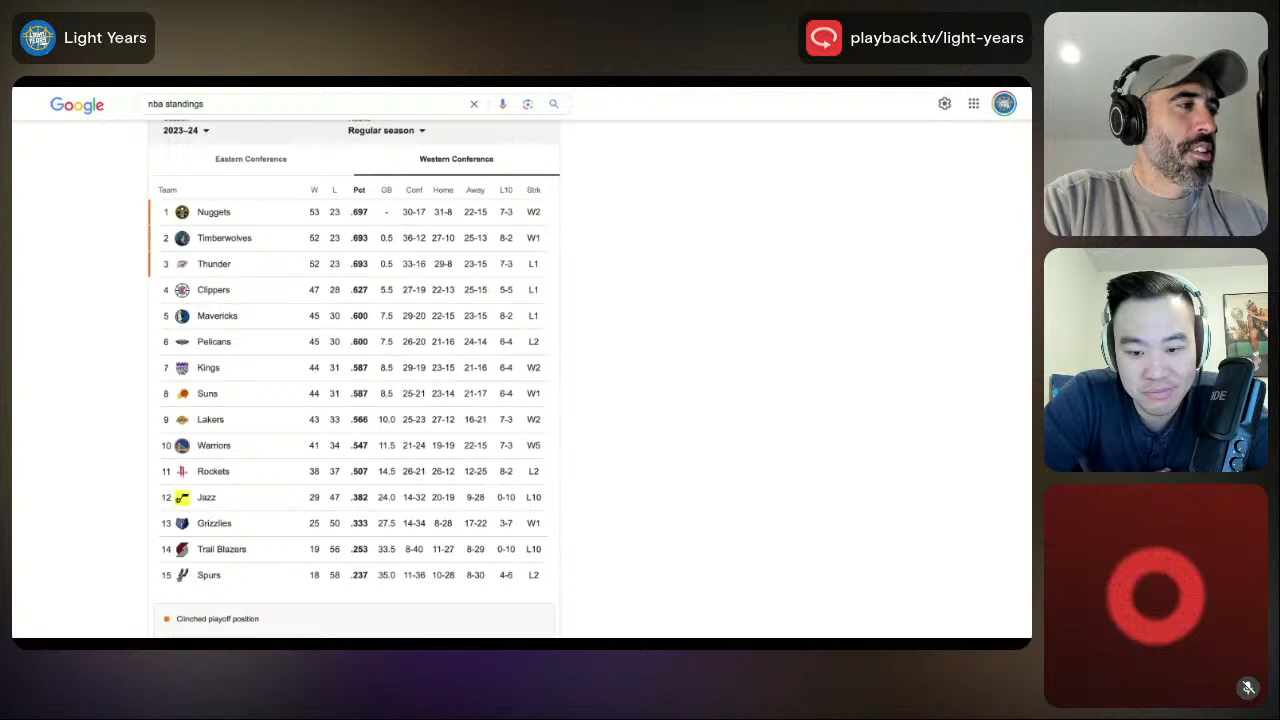 Light Years
playback.tv/light-years
Google
nba standings
2023–24
Regular season
Eastern Conference
Western Conference
Team W L Pct GB Conf Home Away L10 Strk
1 Nuggets 53 23 .697 - 30-17 31-8 22-15 7-3 W2
2 Timberwolves 52 23 .693 0.5 36-12 27-10 25-13 8-2 W1
3 Thunder 52 23 .693 0.5 33-16 29-8 23-15 7-3 L1
4 Clippers 47 28 .627 5.5 27-19 22-13 25-15 5-5 L1
5 Mavericks 45 30 .600 7.5 29-20 22-15 23-15 8-2 L1
6 Pelicans 45 30 .600 7.5 26-20 21-16 24-14 6-4 L2
7 Kings 44 31 .587 8.5 29-19 23-15 21-16 6-4 W2
8 Suns 44 31 .587 8.5 25-21 23-14 21-17 6-4 W1
9 Lakers 43 33 .566 10.0 25-23 27-12 16-21 7-3 W2
10 Warriors 41 34 .547 11.5 21-24 19-19 22-15 7-3 W5
11 Rockets 38 37 .507 14.5 26-21 26-12 12-25 8-2 L2
12 Jazz 29 47 .382 24.0 14-32 20-19 9-28 0-10 L10
13 Grizzlies 25 50 .333 27.5 14-34 8-28 17-22 3-7 W1
14 Trail Blazers 19 56 .253 33.5 8-40 11-27 8-29 0-10 L10
15 Spurs 18 58 .237 35.0 11-36 10-28 8-30 4-6 L2
Clinched playoff position